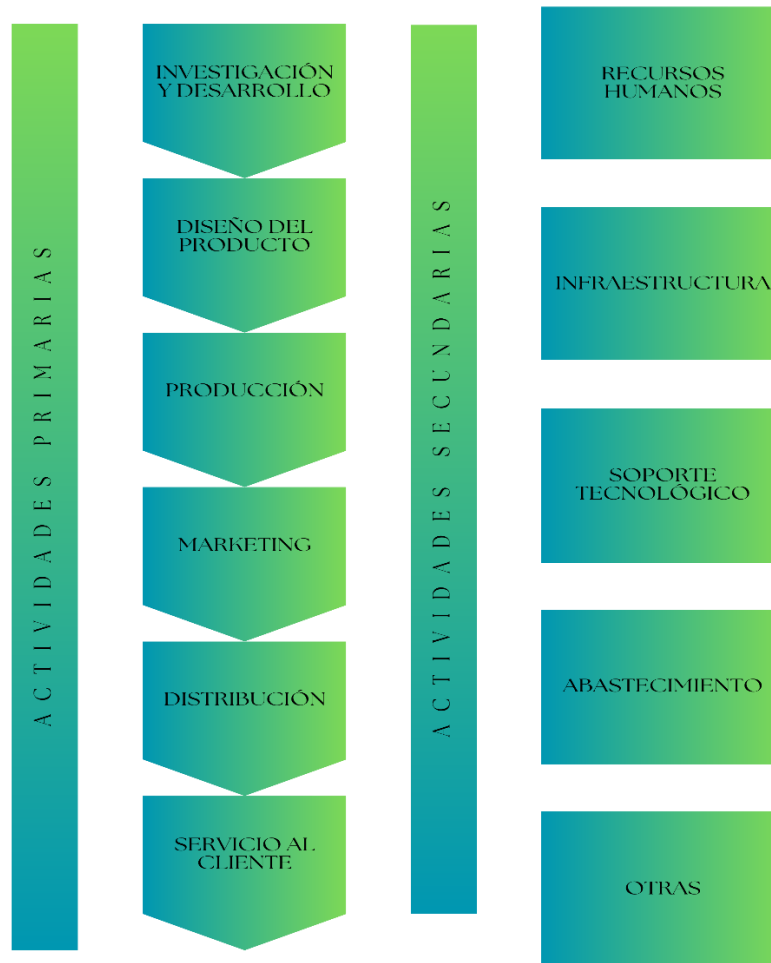 ACTIVIDADES PRIMARIAS
INVESTIGACIÓN
Y DESARROLLO
DISEÑO DEL
PRODUCTO
PRODUCCIÓN
MARKETING
DISTRIBUCIÓN
SERVICIO AL
CLIENTE
ACTIVIDADES SECUNDARIAS
RECURSOS
HUMANOS
INFRAESTRUCTURA
SOPORTE
TECNOLÓGICO
ABASTECIMIENTO
OTRAS